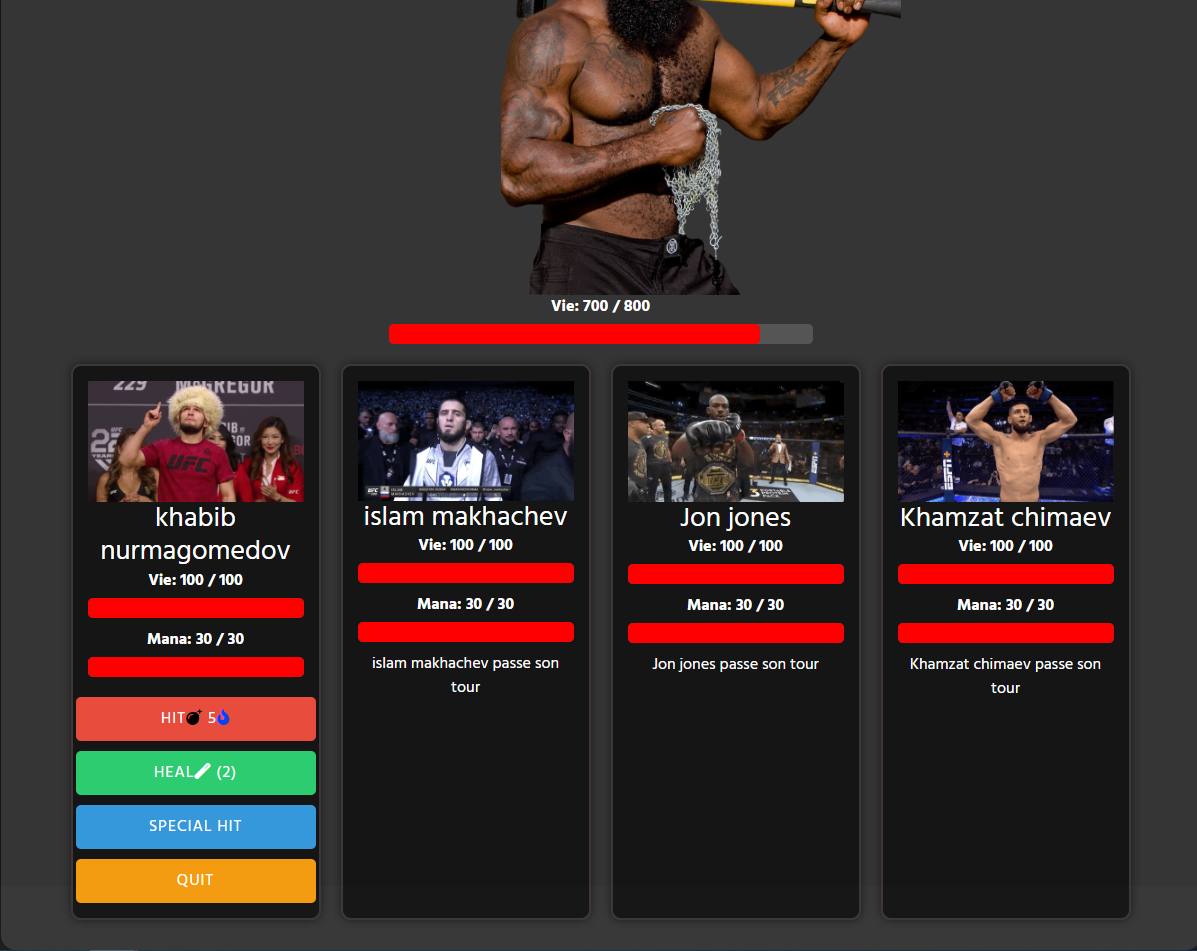 FEAR
Vie: 700 / 800
229 McGREGOR
UFC
khabib
nurmagomedov
Vie: 100 / 100
Mana: 30 / 30
HIT 5
HEAL (2)
SPECIAL HIT
QUIT
islam makhachev
Vie: 100 / 100
Mana: 30 / 30
islam makhachev passe son
tour
Jon jones
Vie: 100 / 100
Mana: 30 / 30
Jon jones passe son tour
ESPN
Khamzat chimaev
Vie: 100 / 100
Mana: 30 / 30
Khamzat chimaev passe son
tour